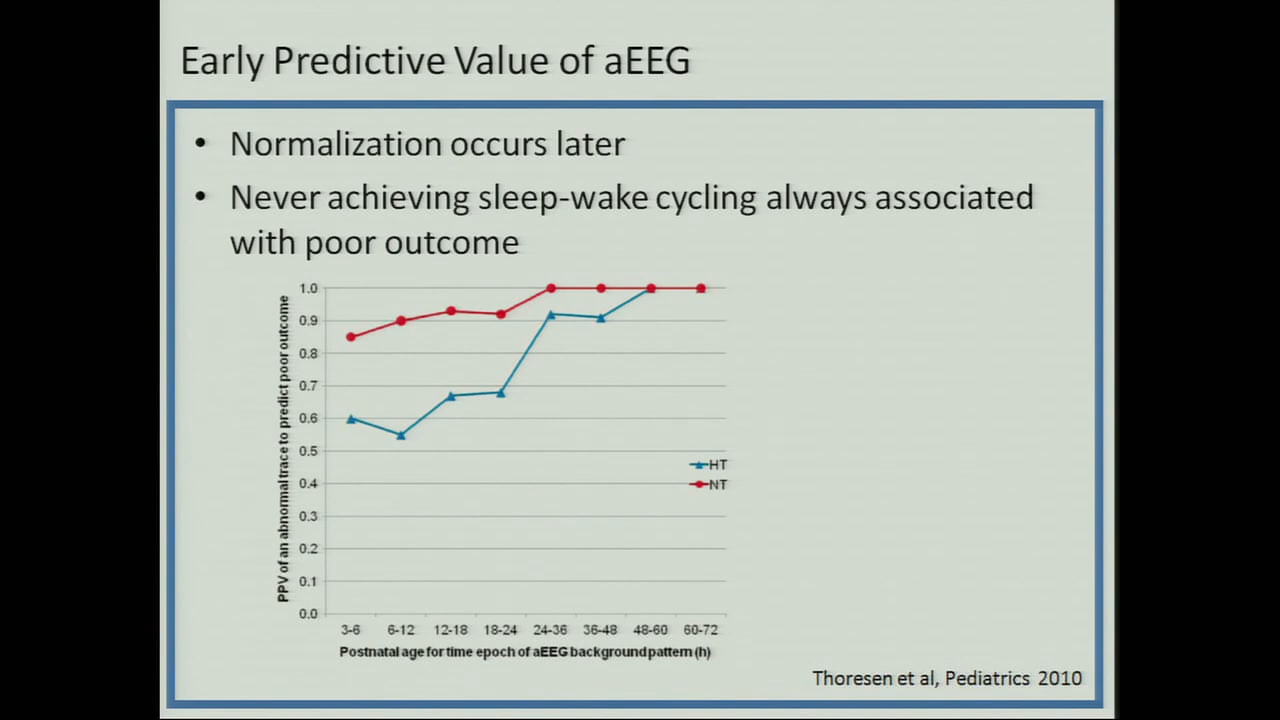 Early Predictive Value of aEEG
• Normalization occurs later
• Never achieving sleep-wake cycling always associated
with poor outcome
PPV of an abnormal trace to predict poor outcome
1.0
0.9
0.8
0.7
0.6
0.5
0.4
0.3
0.2
0.1
0.0
HT
NT
3-6 6-12 12-18 18-24 24-36 36-48 48-60 60-72
Postnatal age for time epoch of aEEG background pattern (h)
Thoresen et al, Pediatrics 2010